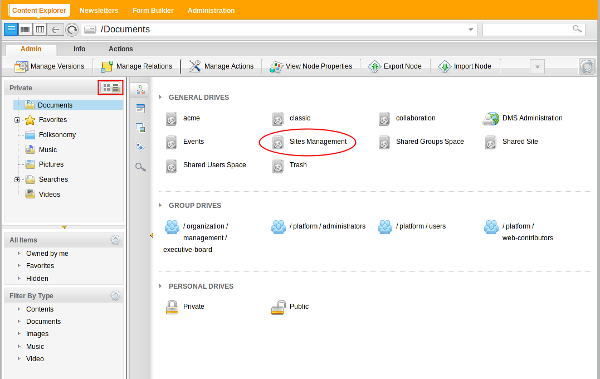 Content Explorer Newsletters Form Builder Administration
/Documents
Admin Info Actions
Manage Versions Manage Relations Manage Actions View Node Properties Export Node Import Node
Private
Documents
Favorites
Folksonomy
Music
Pictures
Searches
Videos
All Items
Owned by me
Favorites
Hidden
Filter By Type
Contents
Documents
Images
Music
Video
GENERAL DRIVES
acme classic collaboration DMS Administration
Events Sites Management Shared Groups Space Shared Site
Shared Users Space Trash
GROUP DRIVES
/ organization / / platform / administrators / platform / users / platform /
management / web-contributors
executive-board
PERSONAL DRIVES
Private Public